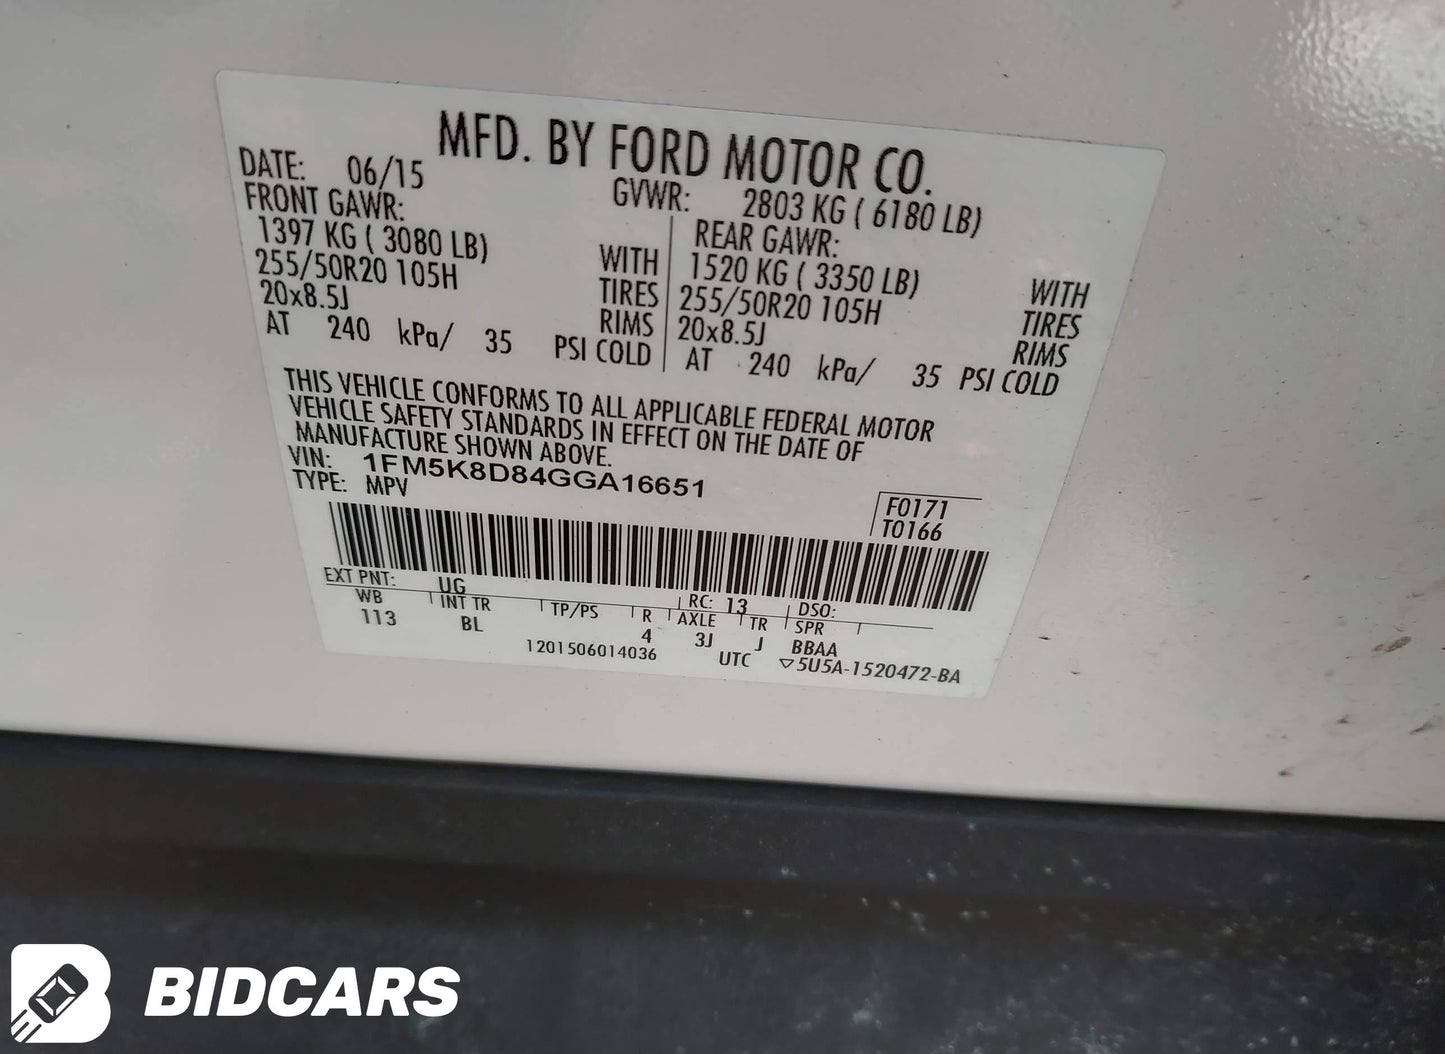 MFD. BY FORD MOTOR CO.
DATE: 06/15 GVWR: 2803 KG ( 6180 LB)
FRONT GAWR: REAR GAWR:
1397 KG ( 3080 LB) WITH 1520 KG ( 3350 LB) WITH
255/50R20 105H TIRES 255/50R20 105H TIRES
20x8.5J RIMS 20x8.5J RIMS
AT 240 kPa/ 35 PSI COLD AT 240 kPa/ 35 PSI COLD
THIS VEHICLE CONFORMS TO ALL APPLICABLE FEDERAL MOTOR
VEHICLE SAFETY STANDARDS IN EFFECT ON THE DATE OF
MANUFACTURE SHOWN ABOVE.
VIN: 1FM5K8D84GGA16651
TYPE: MPV
F0171
T0166
EXT PNT: UG RC: 13 DSO:
WB INT TR TP/PS R AXLE TR SPR
113 BL 4 3J J BBAA
1201506014036 UTC ▽5U5A-1520472-BA
BIDCARS